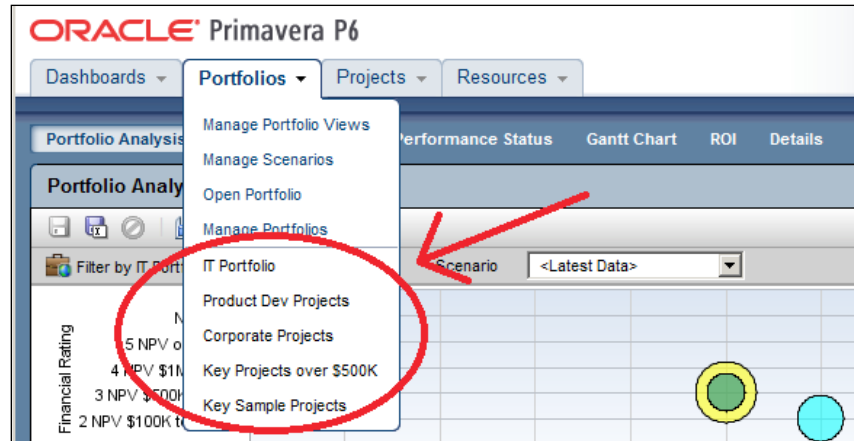 ORACLE Primavera P6
Dashboards Portfolios Projects Resources
Manage Portfolio Views
Portfolio Analysis Performance Status Gantt Chart ROI Details
Manage Scenarios
Portfolio Analy
Open Portfolio
Manage Portfolios
IT Portfolio
Filter by IT Portf Scenario <Latest Data>
Product Dev Projects
Corporate Projects
Key Projects over $500K
Key Sample Projects
Financial Rating
N
5 NPV o
4 NPV $1M
3 NPV $500K
2 NPV $100K t